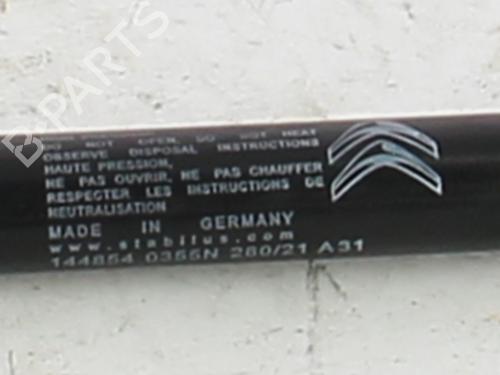 DO NOT OPEN, DO NOT HEAT
OBSERVE DISPOSAL INSTRUCTIONS
HAUTE PRESSION,
NE PAS OUVRIR, NE PAS CHAUFFER
RESPECTER LES INSTRUCTIONS DE
NEUTRALISATION
MADE IN GERMANY
www.stabilus.com
144854 0355N 280/21 A31
B-PARTS